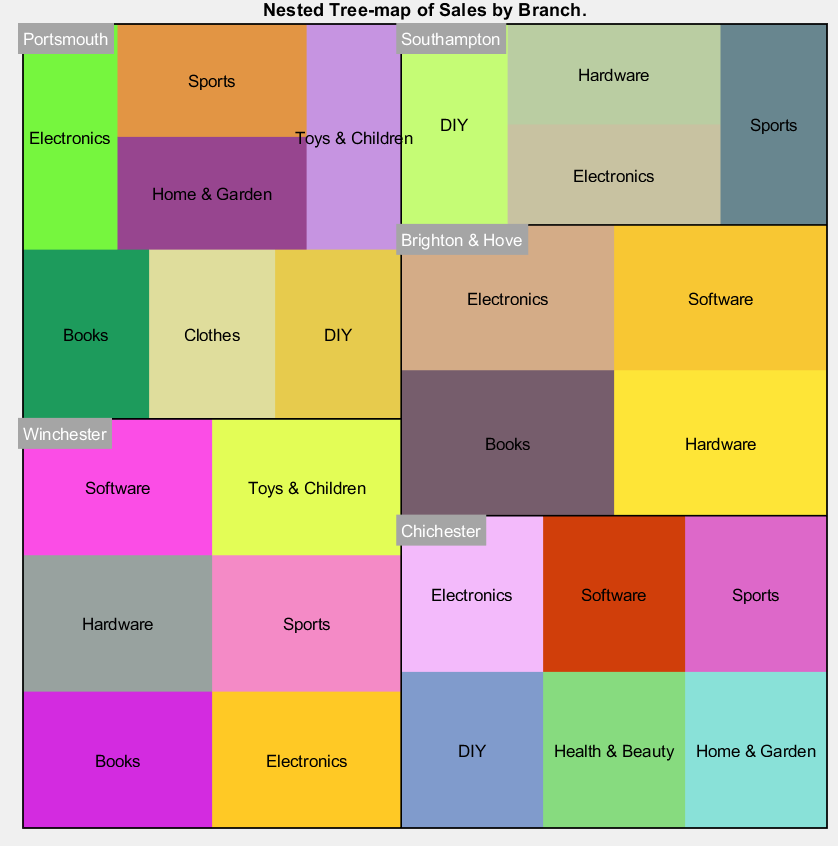 Nested Tree-map of Sales by Branch.
Portsmouth
Electronics
Sports
Toys & Children
Home & Garden
Books
Clothes
DIY
Southampton
DIY
Hardware
Electronics
Sports
Brighton & Hove
Electronics
Software
Books
Hardware
Winchester
Software
Toys & Children
Hardware
Sports
Books
Electronics
Chichester
Electronics
Software
Sports
DIY
Health & Beauty
Home & Garden